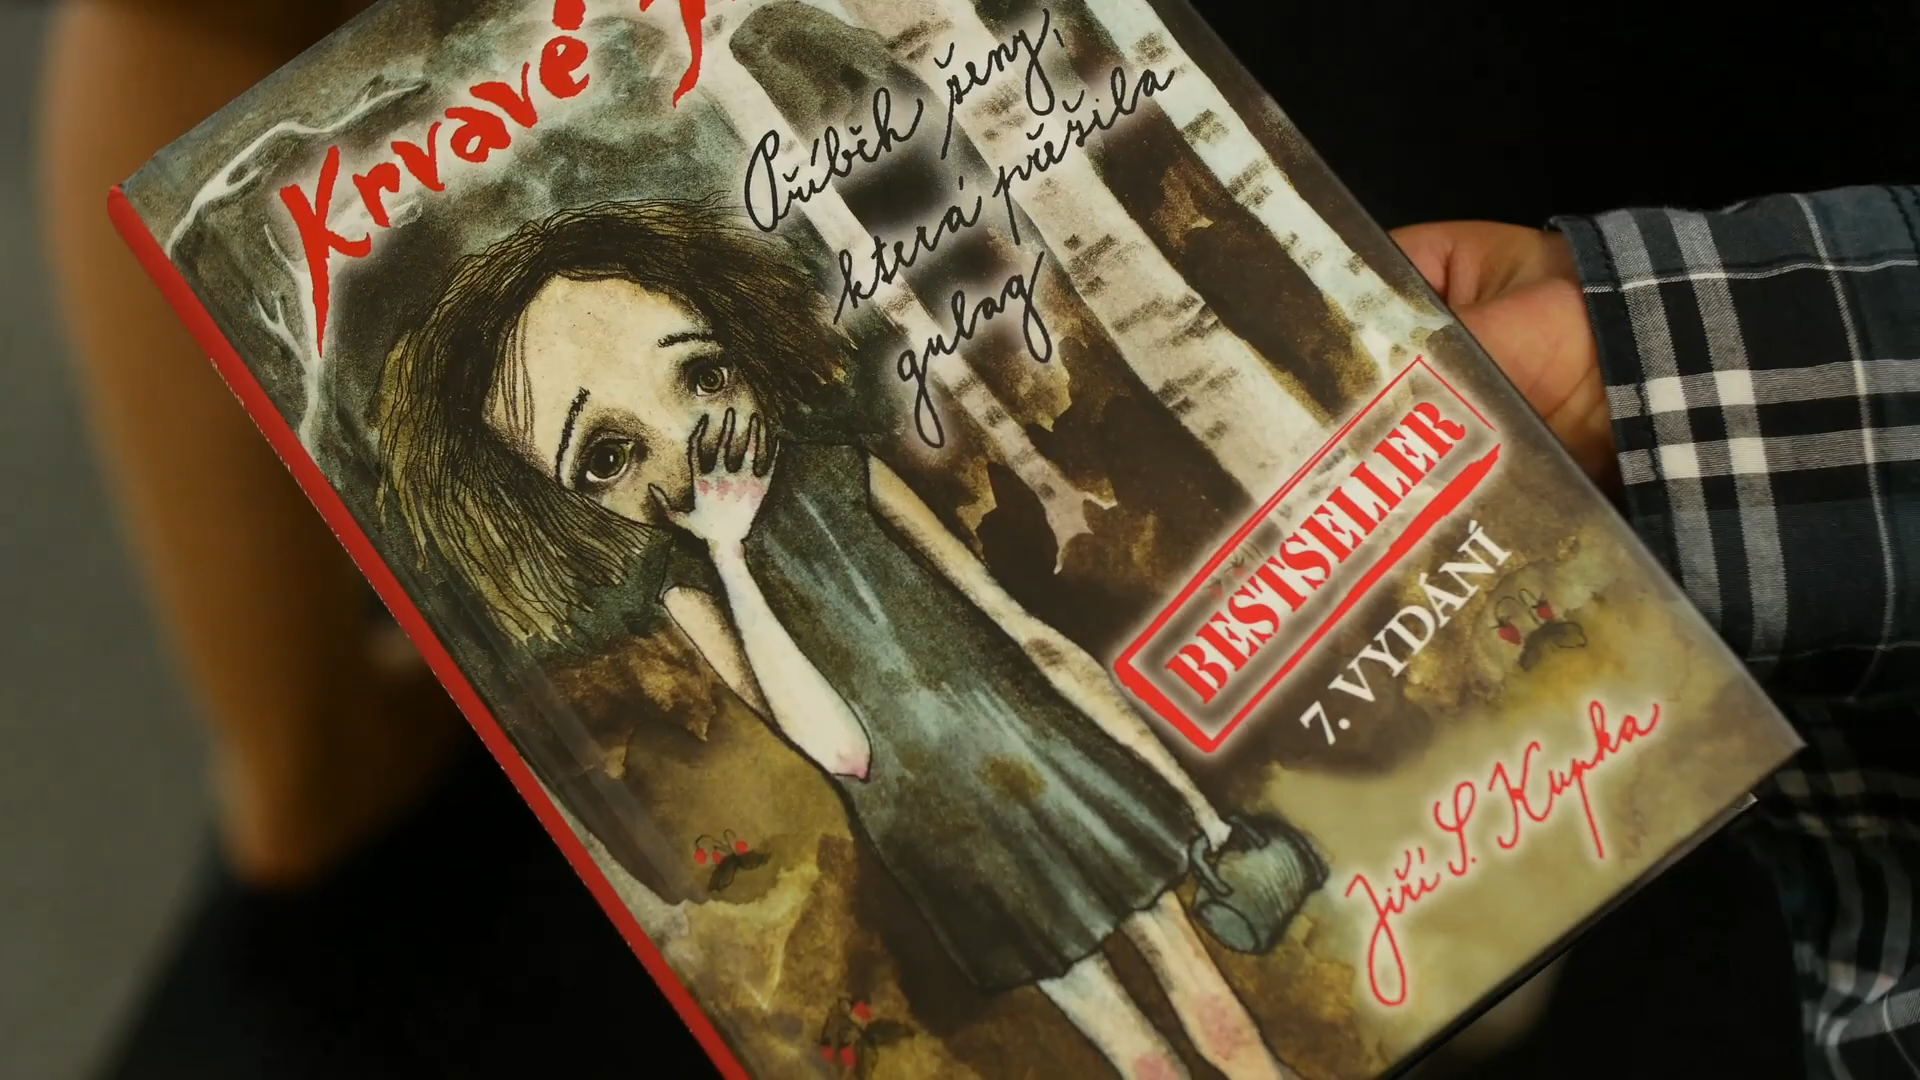 Krvavé
Příběh ženy,
která přežila
gulag
BESTSELLER
7. VYDÁNÍ
Jiří S. Kupka